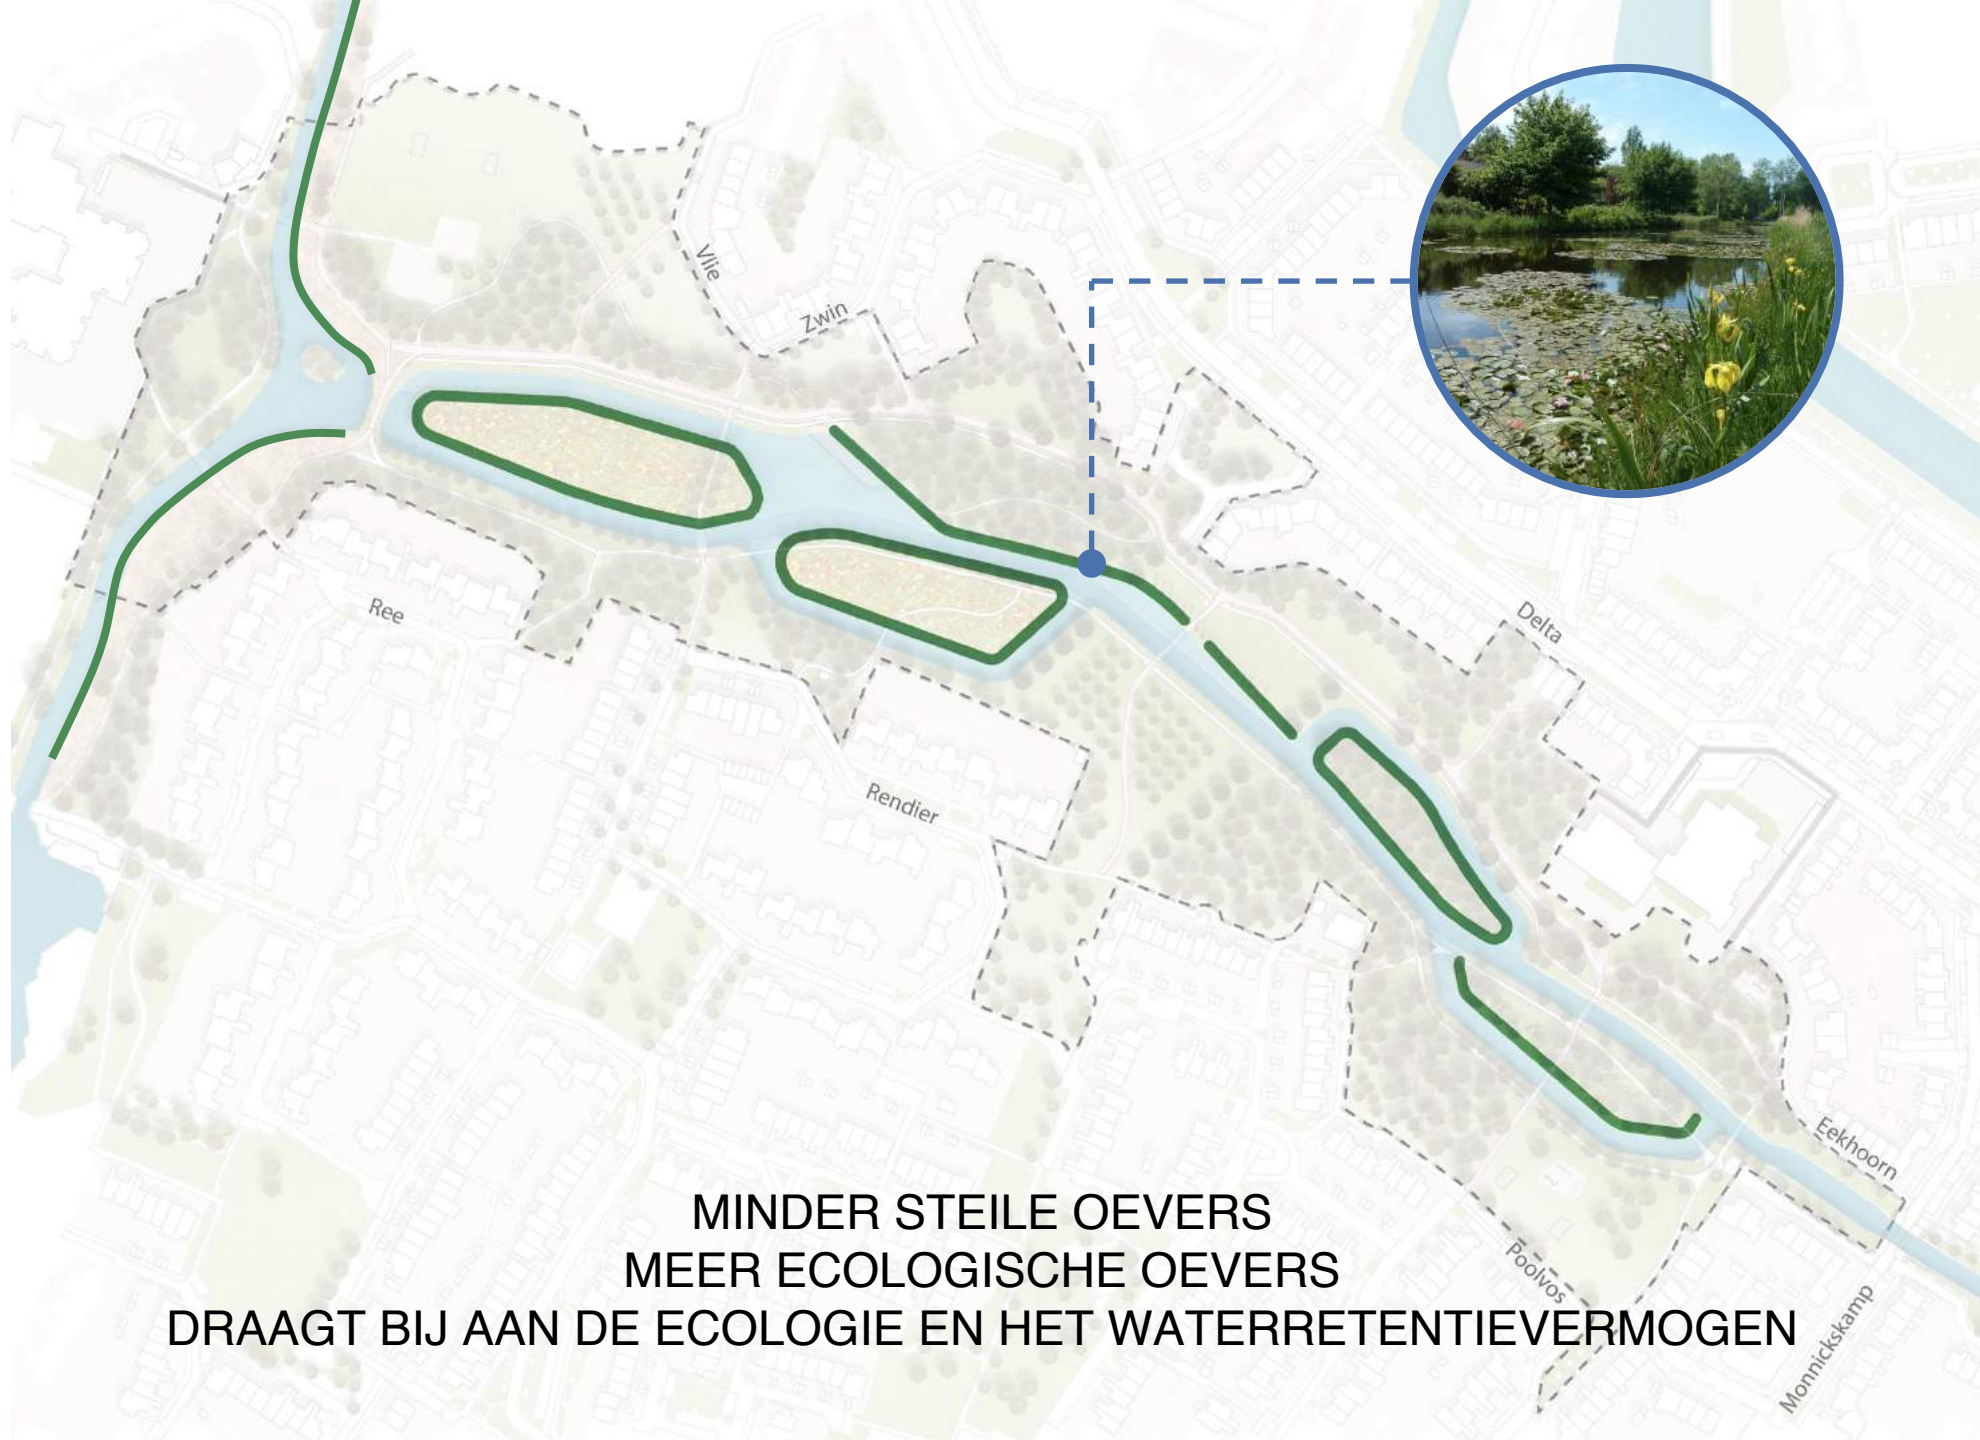 Vlie
Zwin
Ree
Delta
Rendier
Eekhoorn
MINDER STEILE OEVERS
MEER ECOLOGISCHE OEVERS
DRAAGT BIJ AAN DE ECOLOGIE EN HET WATERRETENTIEVERMOGEN
Poolvos
Monnickskamp